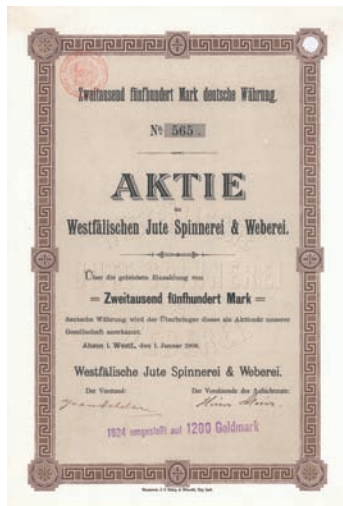 Zweitausend fünfhundert Mark deutsche Währung.
No 565.
AKTIE
der
Westfälischen Jute Spinnerei & Weberei.
Über die geleistete Einzahlung von
= Zweitausend fünfhundert Mark =
deutsche Währung wird der Überbringer dieses als Aktionär unserer
Gesellschaft anerkannt.
Ahaus i. Westf., den 1. Januar 1906.
Westfälische Jute Spinnerei & Weberei.
Der Vorstand: Der Vorsitzende des Aufsichtsrats:
1924 umgestellt auf 1200 Goldmark